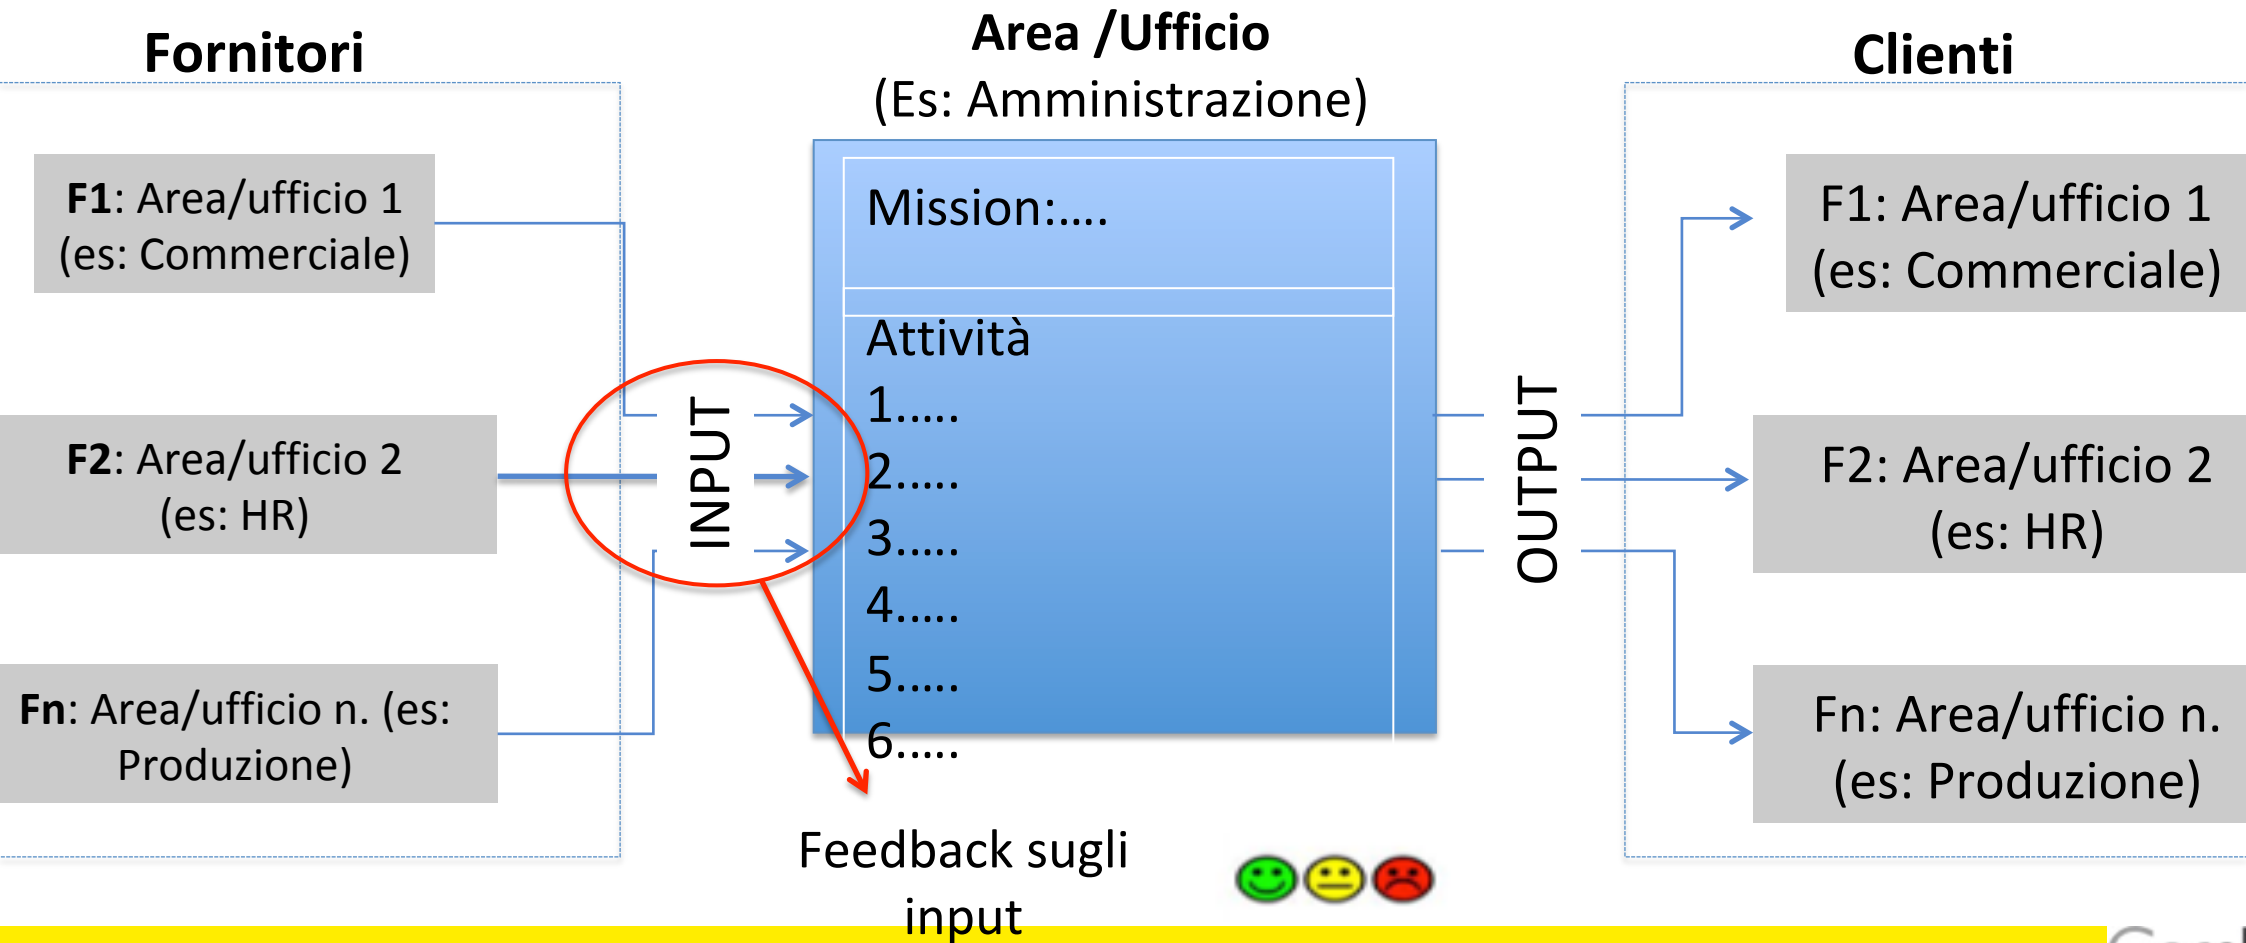 Fornitori
F1: Area/ufficio 1
(es: Commerciale)
F2: Area/ufficio 2
(es: HR)
Fn: Area/ufficio n. (es:
Produzione)
INPUT
Area /Ufficio
(Es: Amministrazione)
Mission:....
Attività
1.....
2.....
3.....
4.....
5.....
6.....
Feedback sugli
input
OUTPUT
Clienti
F1: Area/ufficio 1
(es: Commerciale)
F2: Area/ufficio 2
(es: HR)
Fn: Area/ufficio n.
(es: Produzione)